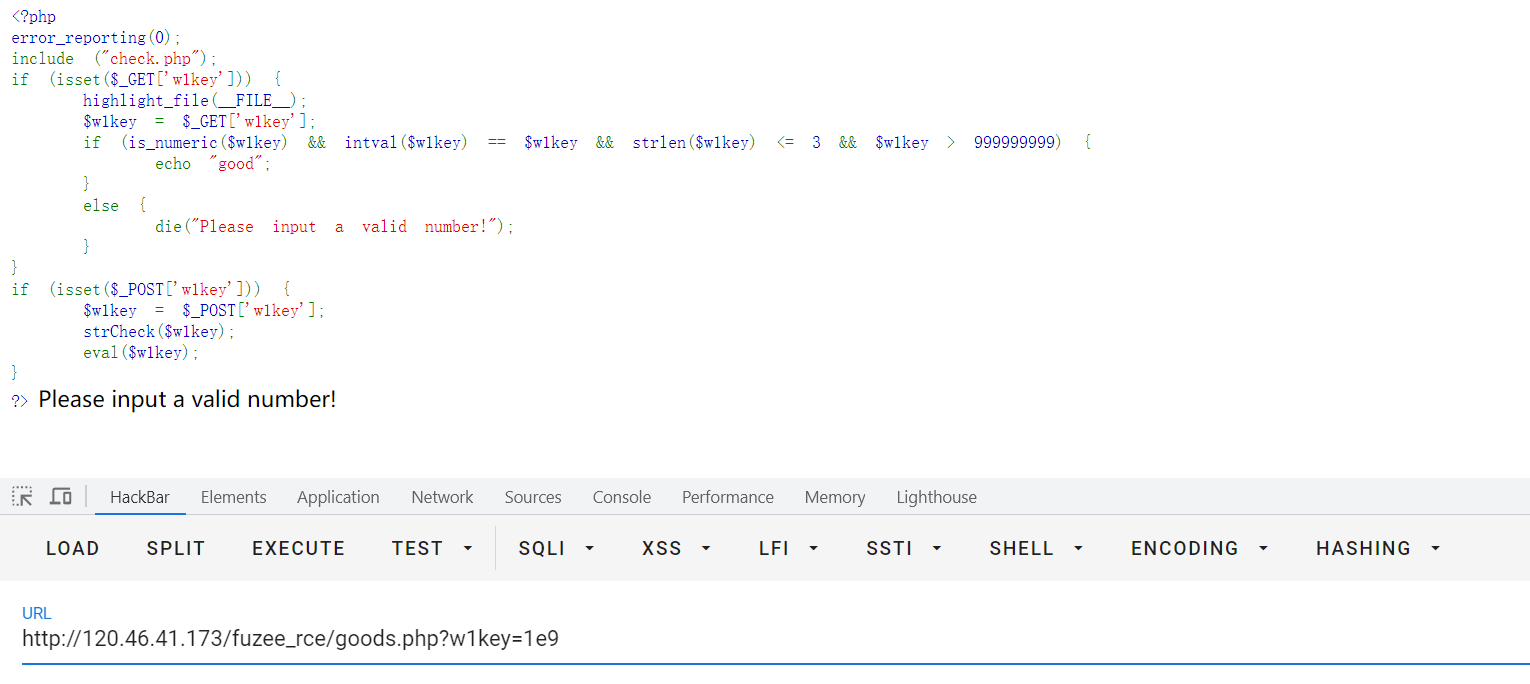 <?php
error_reporting(0);
include ("check.php");
if (isset($_GET['w1key'])) {
highlight_file(__FILE__);
$w1key = $_GET['w1key'];
if (is_numeric($w1key) && intval($w1key) == $w1key && strlen($w1key) <= 3 && $w1key > 999999999) {
echo "good";
}
else {
die("Please input a valid number!");
}
}
if (isset($_POST['w1key'])) {
$w1key = $_POST['w1key'];
strCheck($w1key);
eval($w1key);
}
?> Please input a valid number!
HackBar Elements Application Network Sources Console Performance Memory Lighthouse
LOAD SPLIT EXECUTE TEST SQLI XSS LFI SSTI SHELL ENCODING HASHING
URL
http://120.46.41.173/fuzee_rce/goods.php?w1key=1e9